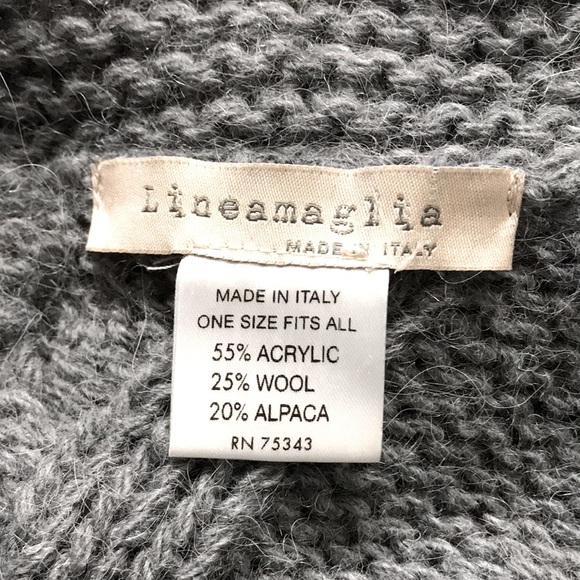 Lineamaglia
MADE IN ITALY
MADE IN ITALY
ONE SIZE FITS ALL
55% ACRYLIC
25% WOOL
20% ALPACA
RN 75343